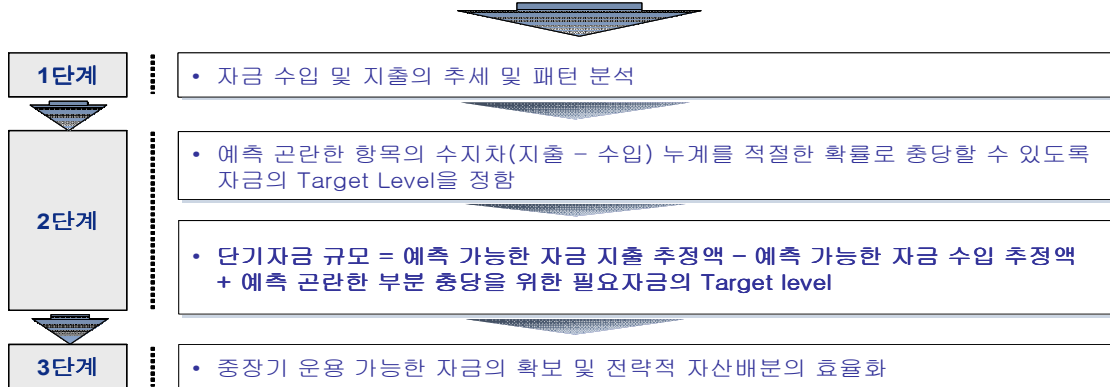 1단계
• 자금 수입 및 지출의 추세 및 패턴 분석
2단계
• 예측 곤란한 항목의 수지차(지출 – 수입) 누계를 적절한 확률로 충당할 수 있도록
자금의 Target Level을 정함
• 단기자금 규모 = 예측 가능한 자금 지출 추정액 – 예측 가능한 자금 수입 추정액
+ 예측 곤란한 부분 충당을 위한 필요자금의 Target level
3단계
• 중장기 운용 가능한 자금의 확보 및 전략적 자산배분의 효율화